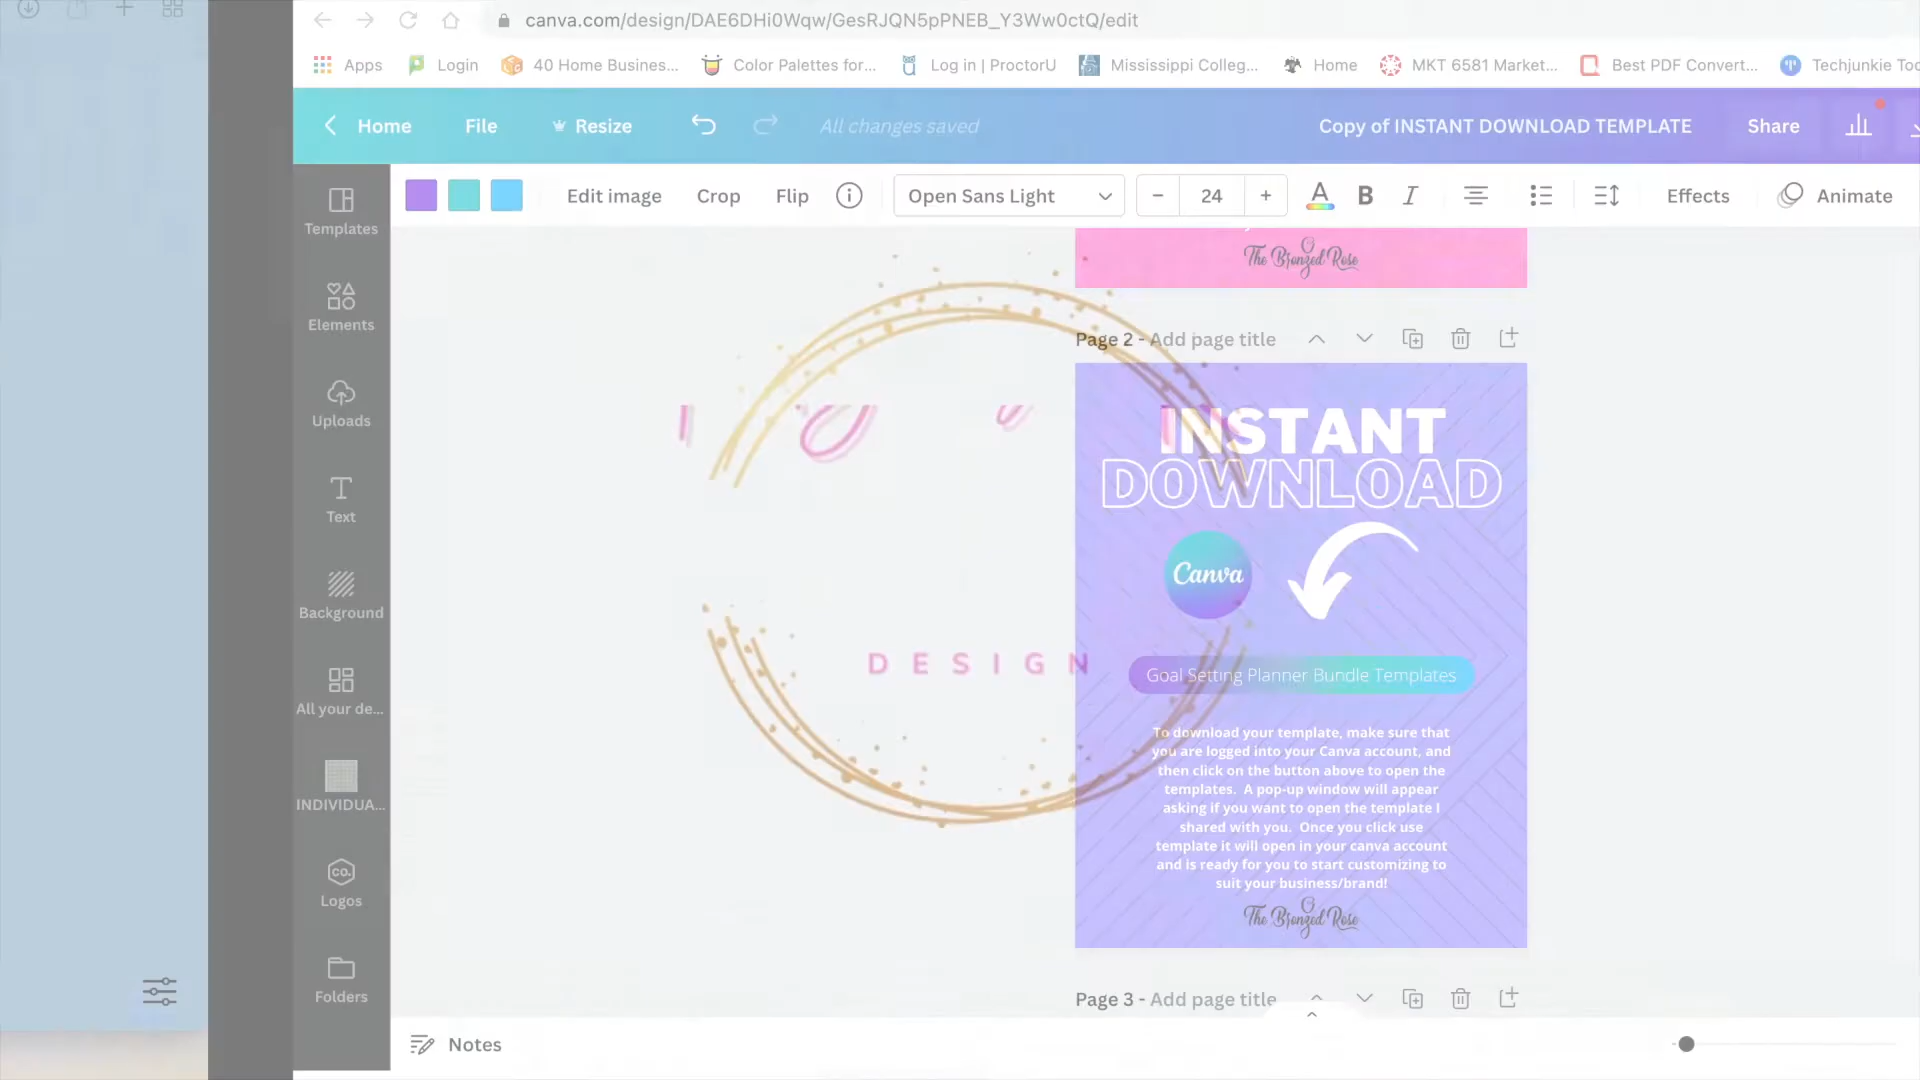 canva.com/design/DAE6DHi0Wqw/GesRJQN5pPNEB_Y3Ww0ctQ/edit
Apps Login 40 Home Busines... Color Palettes for... Log in | ProctorU Mississippi Colleg... Home MKT 6581 Market... Best PDF Convert... Techjunkie Too
Home File Resize All changes saved Copy of INSTANT DOWNLOAD TEMPLATE Share
Edit image Crop Flip Open Sans Light 24 A B I Effects Animate
Templates
Elements
Uploads
Text
Background
All your de...
INDIVIDUA...
CO.
Logos
Folders
The Bronzed Rose
Page 2 - Add page title
INSTANT
DOWNLOAD
Canva
DESIGN
Goal Setting Planner Bundle Templates
To download your template, make sure that
you are logged into your Canva account, and
then click on the button above to open the
templates. A pop-up window will appear
asking if you want to open the template I
shared with you. Once you click use
template it will open in your canva account
and is ready for you to start customizing to
suit your business/brand!
The Bronzed Rose
Page 3 - Add page title
Notes